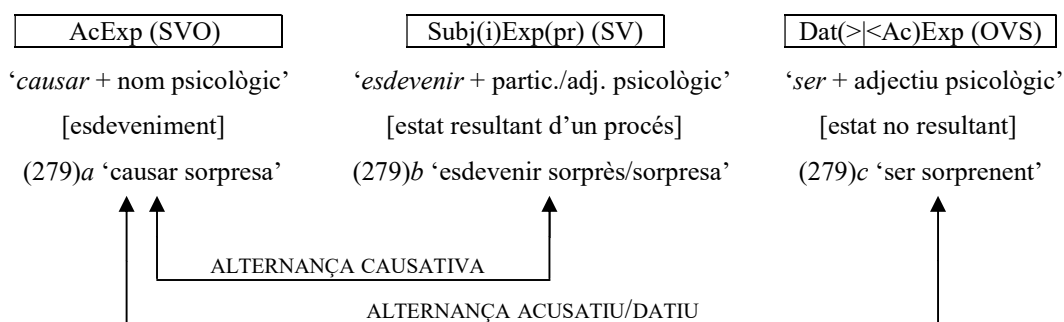 AcExp (SVO) Subj(i)Exp(pr) (SV) Dat(>|<Ac)Exp (OVS)
‘causar + nom psicològic’ ‘esdevenir + partic./adj. psicològic’ ‘ser + adjectiu psicològic’
[esdeveniment] [estat resultant d’un procés] [estat no resultant]
(279)a ‘causar sorpresa’ (279)b ‘esdevenir sorprès/sorpresa’ (279)c ‘ser sorprenent’
ALTERNANÇA CAUSATIVA
ALTERNANÇA ACUSATIU/DATIU